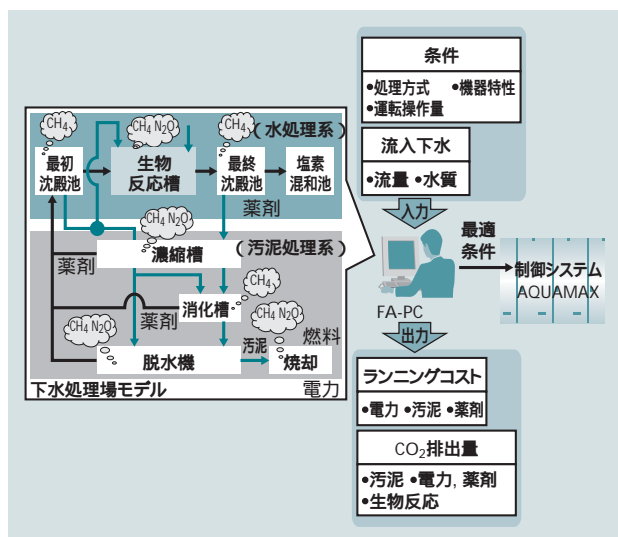 条件
•処理方式 •機器特性
•運転操作量
流入下水
•流量 •水質
入力
FA-PC
最適
条件
制御システム
AQUAMAX
出力
ランニングコスト
•電力 •汚泥 •薬剤
CO₂排出量
•汚泥 •電力, 薬剤
•生物反応
CH₄
CH₄ N₂O
CH₄
(水処理系)
最初
沈殿池
生物
反応槽
最終
沈殿池
塩素
混和池
薬剤
CH₄ N₂O
(汚泥処理系)
濃縮槽
薬剤
CH₄
消化槽
薬剤
CH₄ N₂O
CH₄ N₂O
燃料
脱水機
汚泥
焼却
下水処理場モデル
電力